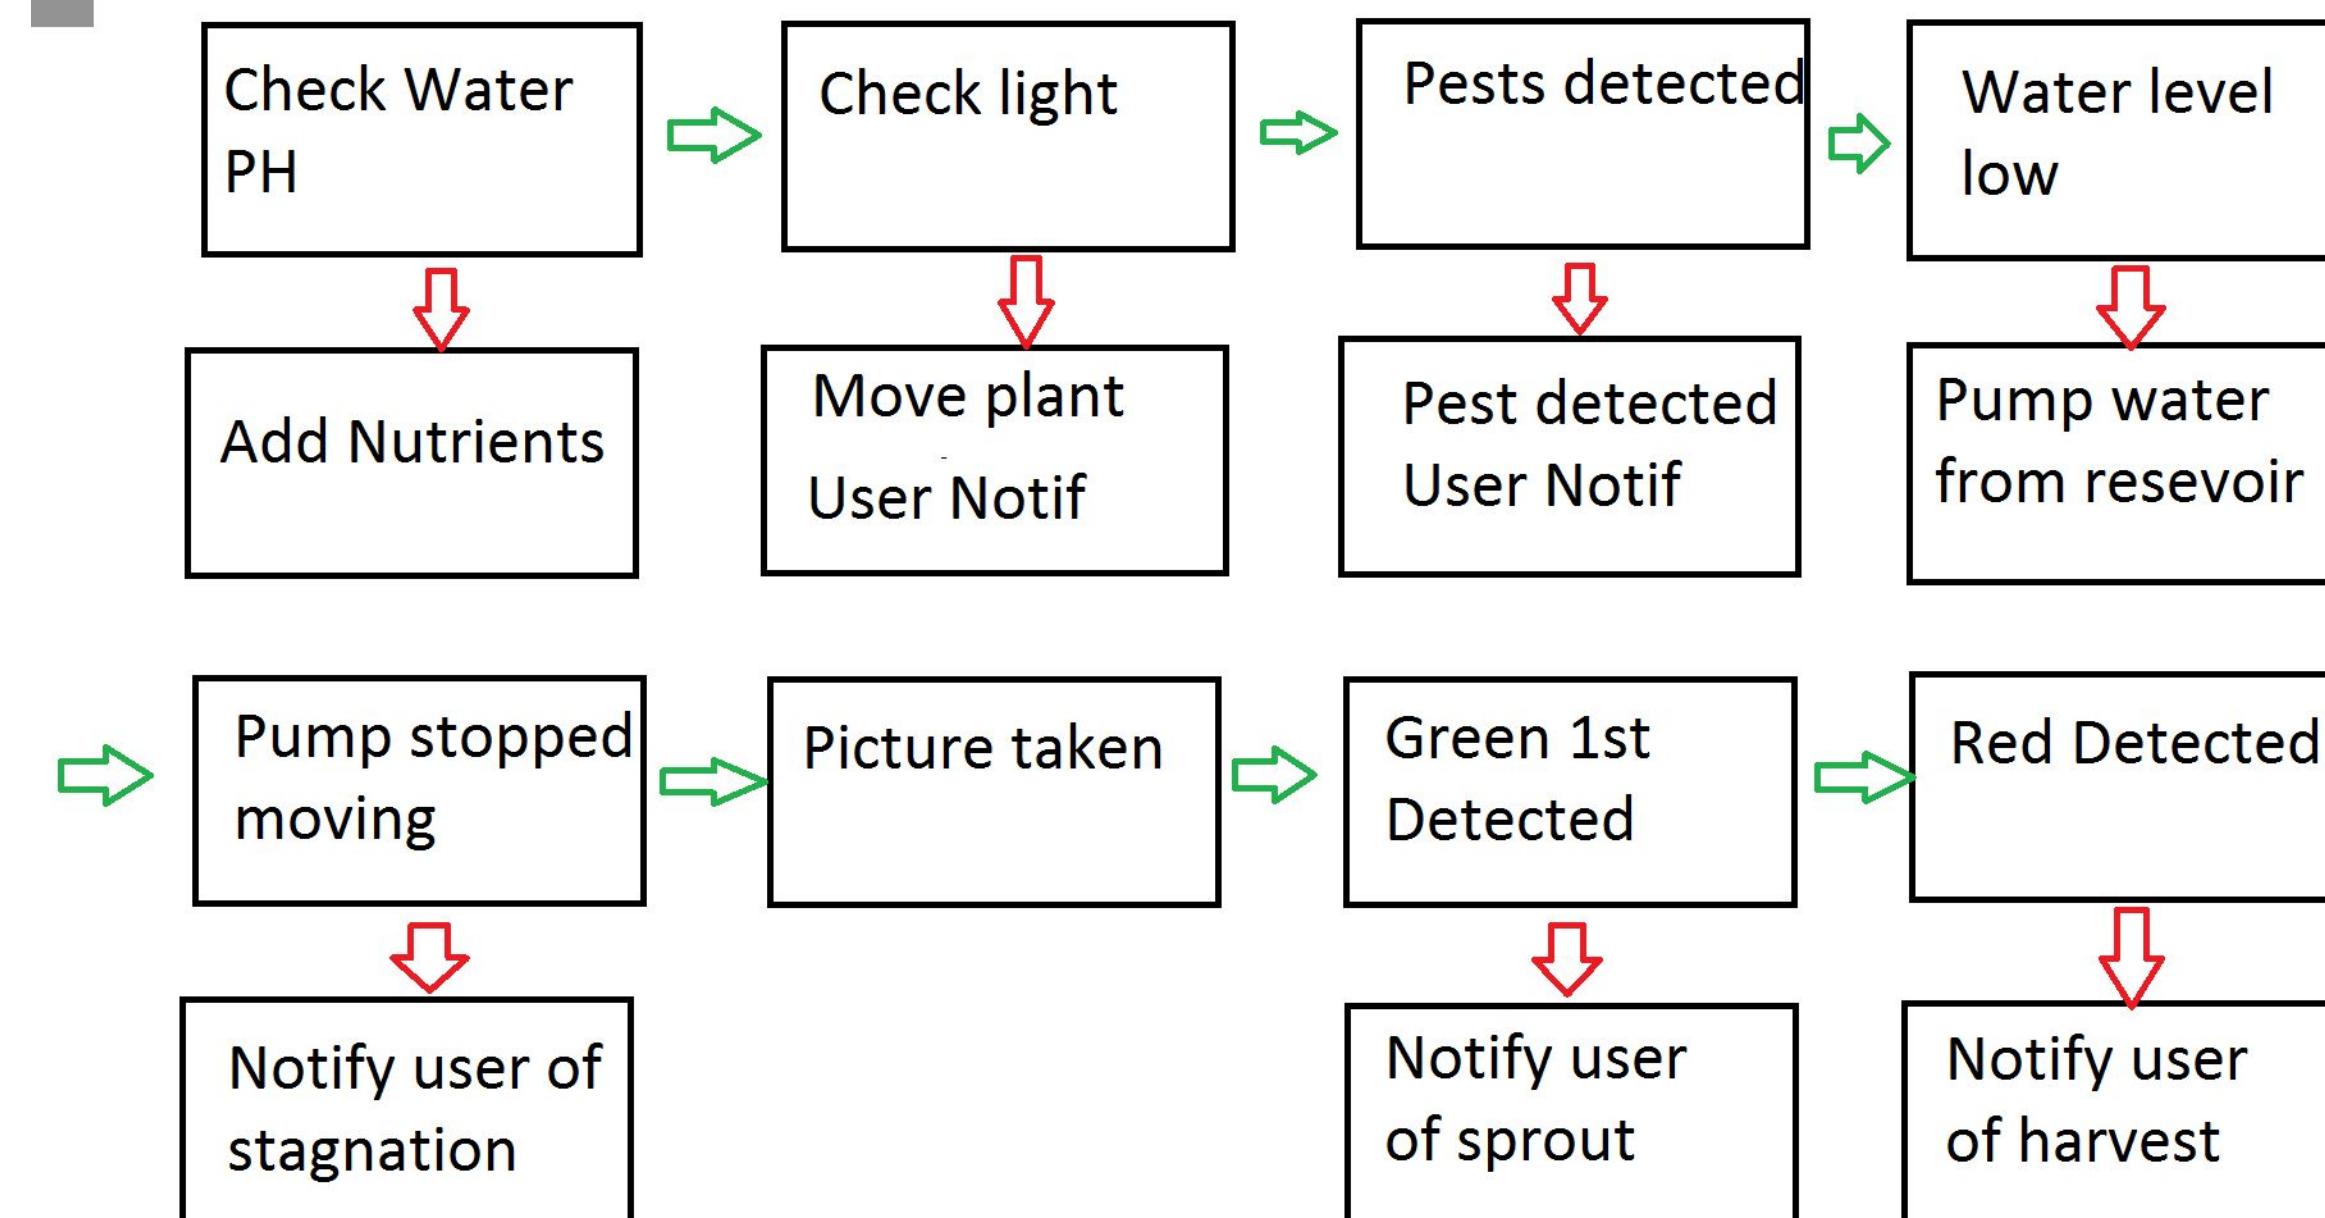 Check Water
PH
Check light
Pests detected
Water level
low
Add Nutrients
Move plant
User Notif
Pest detected
User Notif
Pump water
from resevoir
Pump stopped
moving
Picture taken
Green 1st
Detected
Red Detected
Notify user of
stagnation
Notify user
of sprout
Notify user
of harvest